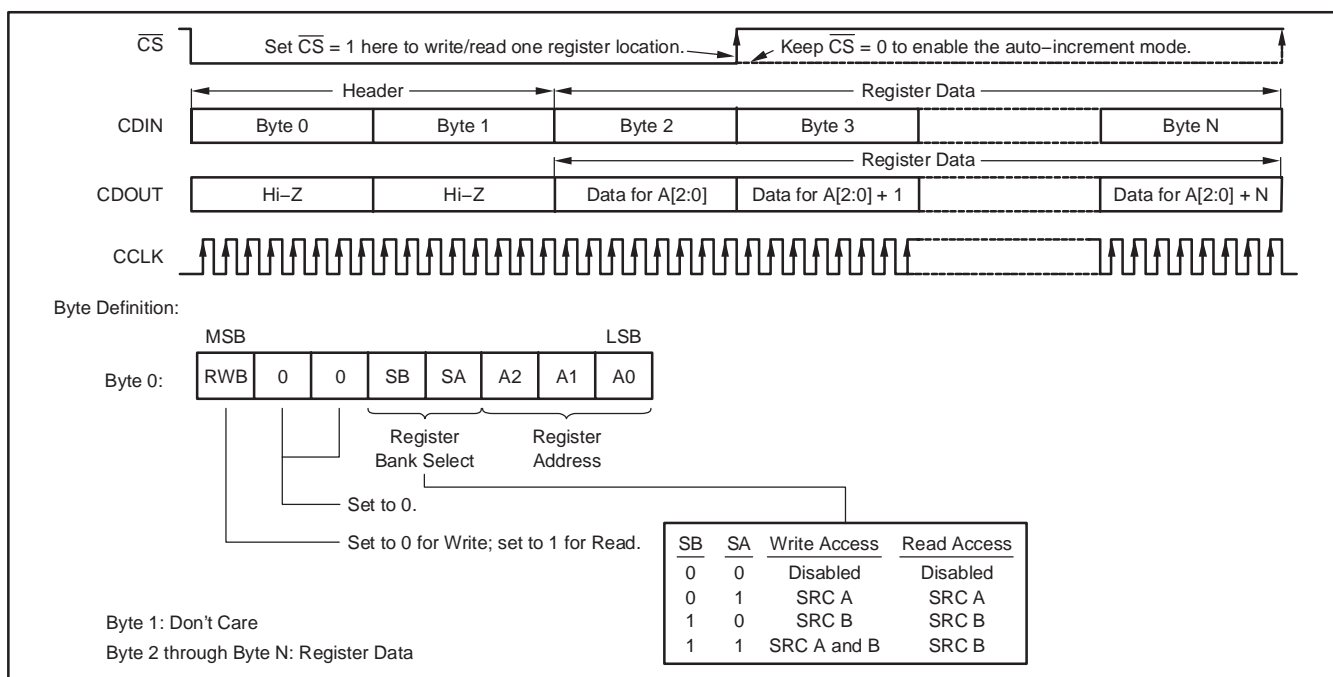 CS
Set CS = 1 here to write/read one register location.
Keep CS = 0 to enable the auto−increment mode.
Header
Register Data
CDIN
Byte 0
Byte 1
Byte 2
Byte 3
Byte N
Register Data
CDOUT
Hi−Z
Hi−Z
Data for A[2:0]
Data for A[2:0] + 1
Data for A[2:0] + N
CCLK
Byte Definition:
MSB
LSB
Byte 0:
RWB 0 0 SB SA A2 A1 A0
Register
Bank Select
Register
Address
Set to 0.
Set to 0 for Write; set to 1 for Read.
SB SA Write Access Read Access
0 0 Disabled Disabled
0 1 SRC A SRC A
1 0 SRC B SRC B
1 1 SRC A and B SRC B
Byte 1: Don't Care
Byte 2 through Byte N: Register Data